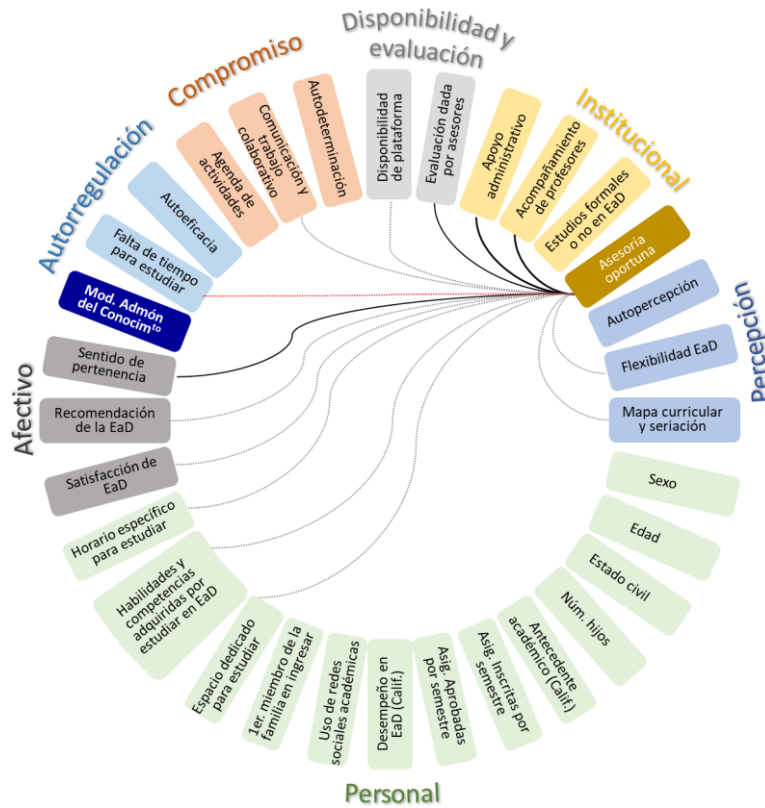 Disponibilidad y
evaluación
Compromiso
Institucional
Autorregulación
Percepción
Afectivo
Personal
Disponibilidad
de plataforma
Evaluación dada
por asesores
Apoyo
administrativo
Acompañamiento
de profesores
Estudios formales
o no en EaD
Asesoría
oportuna
Autopercepción
Flexibilidad EaD
Mapa curricular
y seriación
Sexo
Edad
Estado civil
Núm. hijos
Antecedente
académico (Calif.)
Asig. Inscritas por
semestre
Asig. Aprobadas
por semestre
Desempeño en
EaD (Calif.)
Uso de redes
sociales académicas
1er. miembro de la
familia en ingresar
Espacio dedicado
para estudiar
Habilidades y
competencias
adquiridas por
estudiar en EaD
Horario específico
para estudiar
Satisfacción de
EaD
Recomendación
de la EaD
Sentido de
pertenencia
Mod. Admón
del Conocimᵗᵒ
Falta de tiempo
para estudiar
Autoeficacia
Agenda de
actividades
Comunicación y
trabajo
colaborativo
Autodeterminación